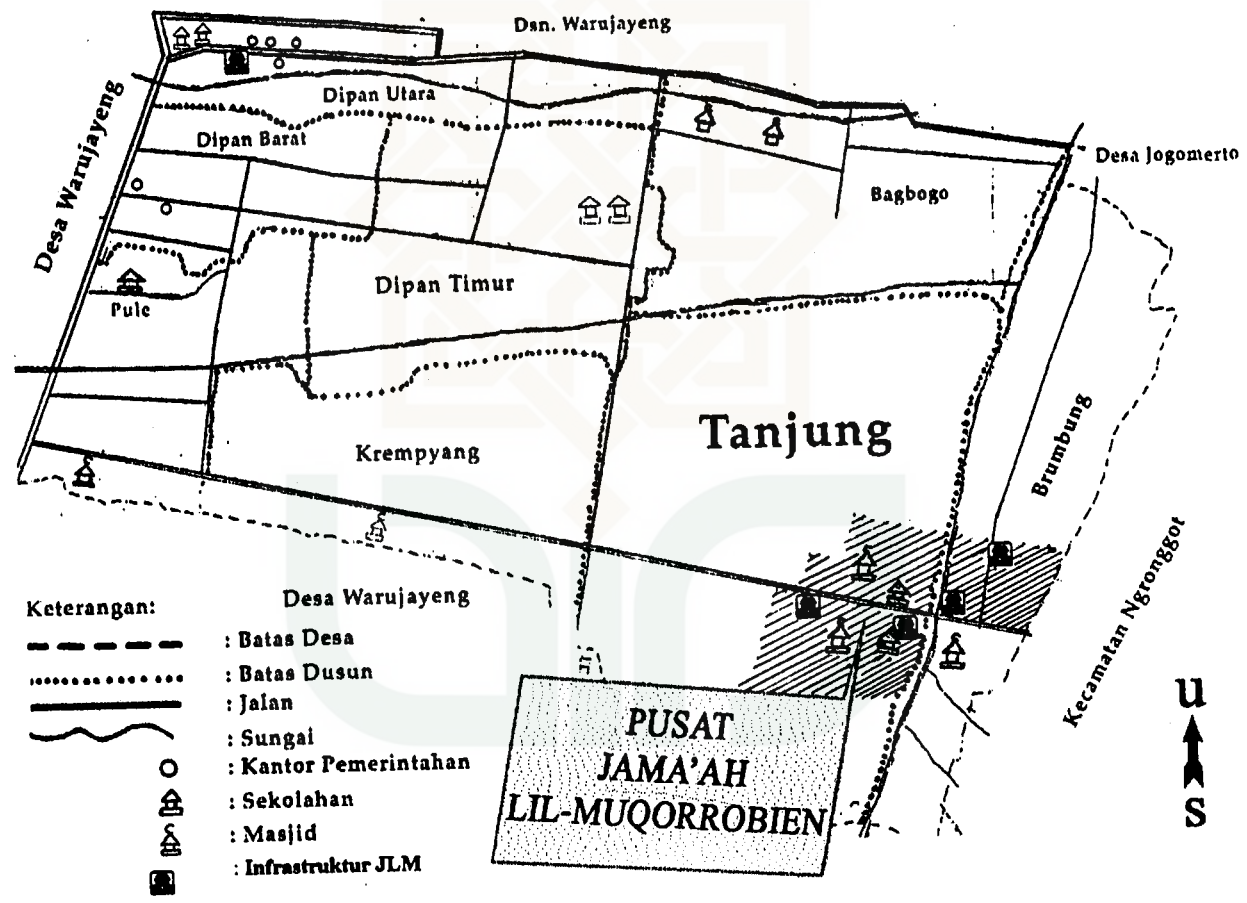 Dsn. Warujayeng
Desa Warujayeng
Dipan Utara
Dipan Barat
Desa Jogomerto
Bagbogo
Dipan Timur
Pule
Tanjung
Krempyang
Brumbung
Kecamatan Ngronggot
Desa Warujayeng
Keterangan:
: Batas Desa
: Batas Dusun
: Jalan
: Sungai
: Kantor Pemerintahan
: Sekolahan
: Masjid
: Infrastruktur JLM
PUSAT
JAMA'AH
LIL-MUQORROBIEN
U
S